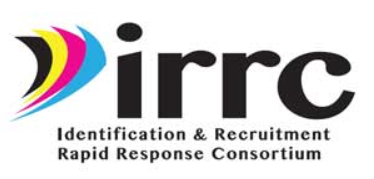 irrc
Identification & Recruitment
Rapid Response Consortium